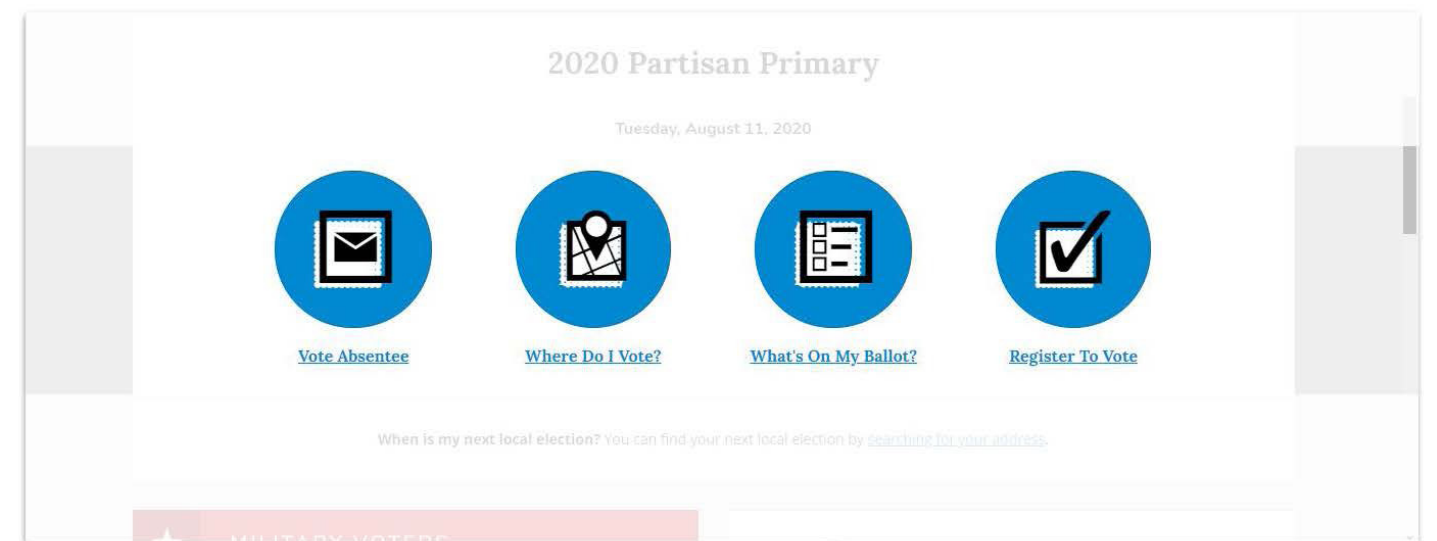 2020 Partisan Primary
Tuesday, August 11, 2020
Vote Absentee
Where Do I Vote?
What's On My Ballot?
Register To Vote
When is my next local election? You can find your next local election by searching for your address.
MILITARY VOTERS